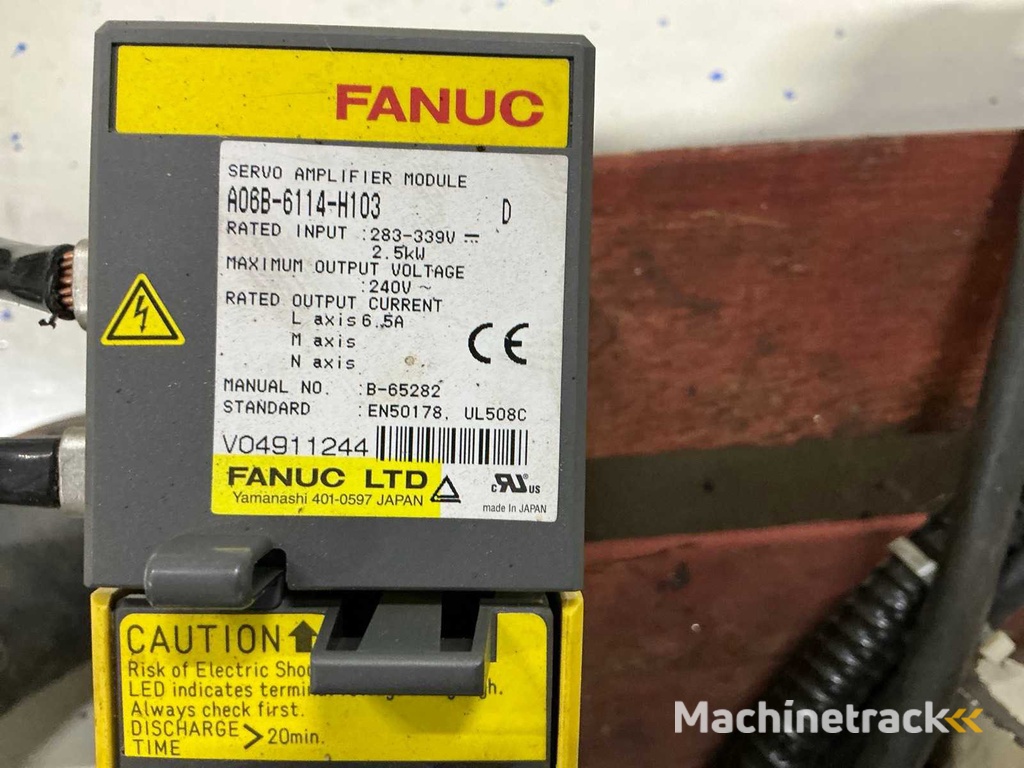 FANUC
SERVO AMPLIFIER MODULE
A06B-6114-H103 D
RATED INPUT :283-339V ⎓
2.5kW
MAXIMUM OUTPUT VOLTAGE
:240V ~
RATED OUTPUT CURRENT
L axis 6.5A
M axis
N axis
CE
MANUAL NO. :B-65282
STANDARD :EN50178, UL508C
V04911244
FANUC LTD
Yamanashi 401-0597 JAPAN
c RU US
made In JAPAN
CAUTION
Risk of Electric
LED indicates
Always check first.
DISCHARGE
TIME >20min.
Machinetrack